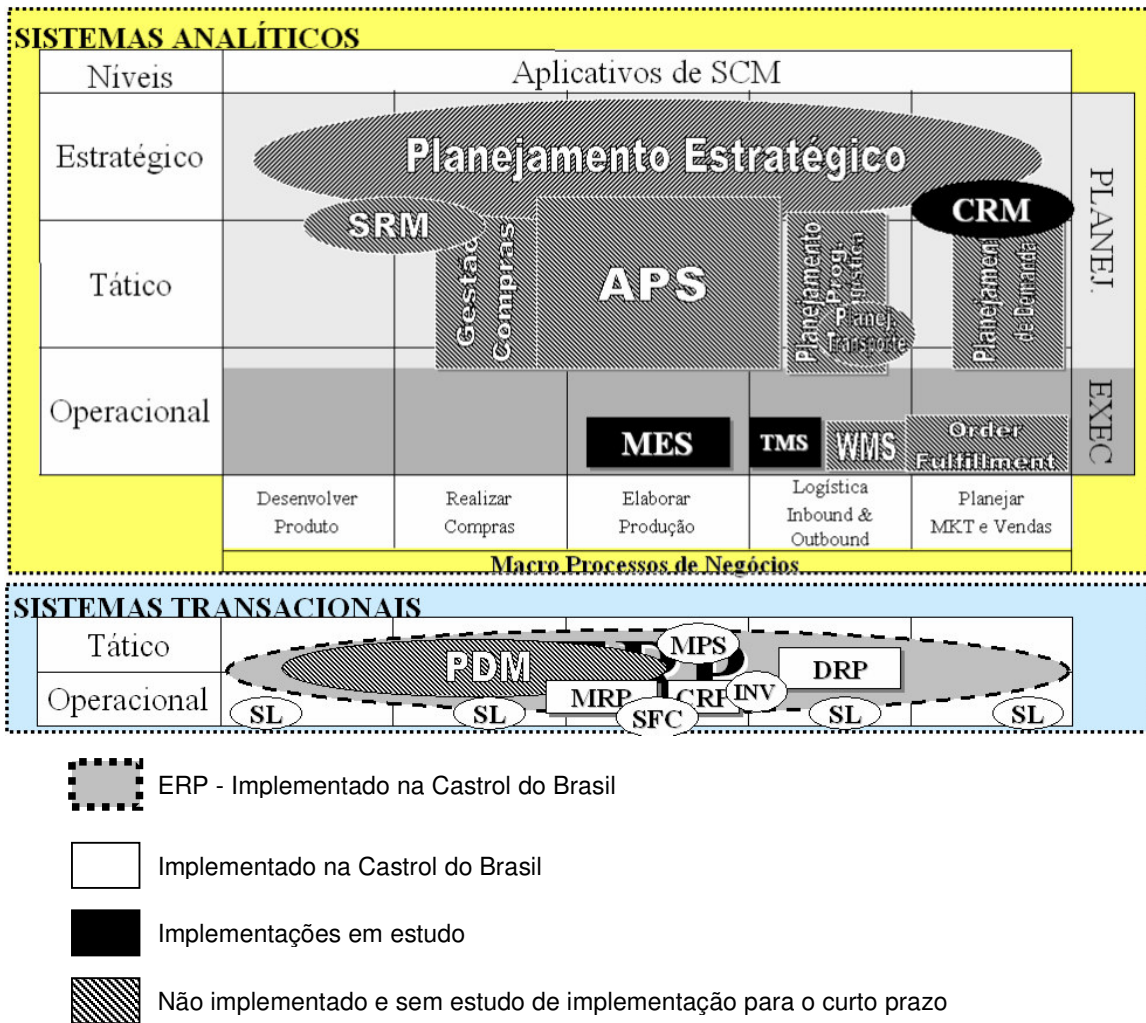 SISTEMAS ANALÍTICOS
Níveis
Aplicativos de SCM
Estratégico
Planejamento Estratégico
PLANEJ.
SRM
CRM
Tático
Gestão
Compras
APS
Planejamento
Prog.
Planej.
Transporte
de Demanda
Operacional
EXEC
MES
TMS
WMS
Order
Fulfillment
Desenvolver
Produto
Realizar
Compras
Elaborar
Produção
Logística
Inbound &
Outbound
Planejar
MKT e Vendas
Macro Processos de Negócios
SISTEMAS TRANSACIONAIS
Tático
PDM
MPS
DRP
Operacional
MRP
CRP
INV
SL
SL
SFC
SL
SL
ERP - Implementado na Castrol do Brasil
Implementado na Castrol do Brasil
Implementações em estudo
Não implementado e sem estudo de implementação para o curto prazo